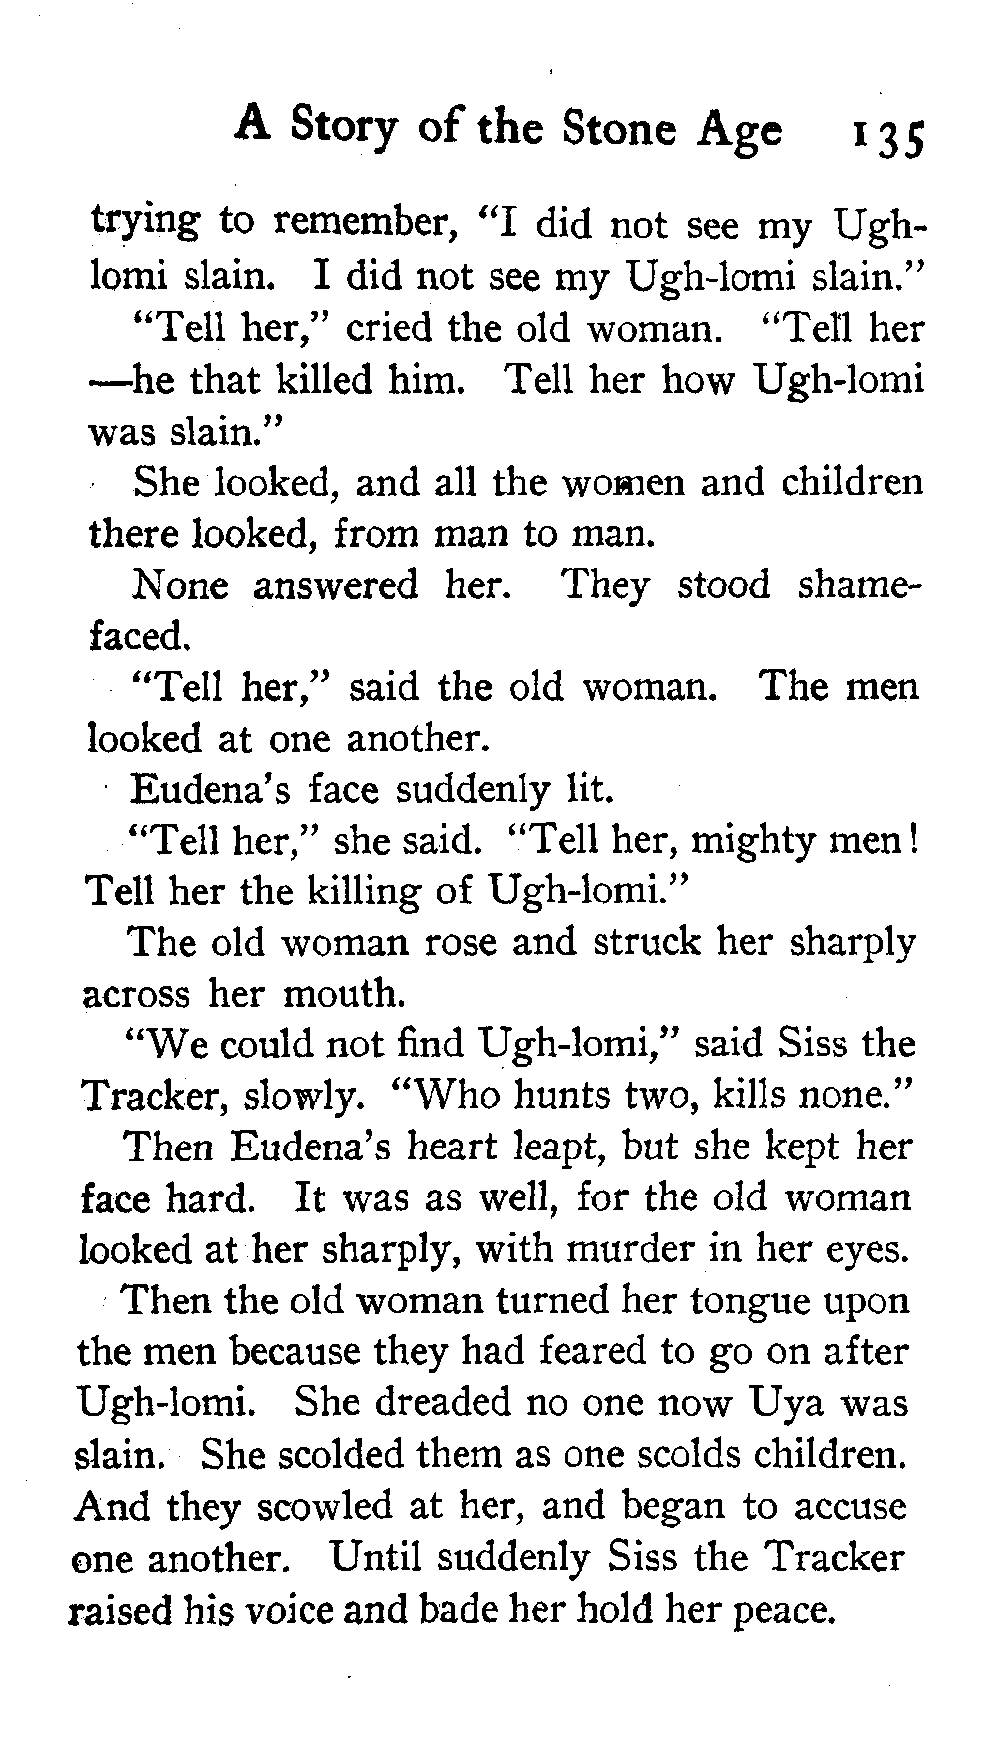 A Story of the Stone Age 135
trying to remember, "I did not see my Ugh-
lomi slain. I did not see my Ugh-lomi slain."
"Tell her," cried the old woman. "Tell her
—he that killed him. Tell her how Ugh-lomi
was slain."
She looked, and all the women and children
there looked, from man to man.
None answered her. They stood shame-
faced.
"Tell her," said the old woman. The men
looked at one another.
Eudena's face suddenly lit.
"Tell her," she said. "Tell her, mighty men!
Tell her the killing of Ugh-lomi."
The old woman rose and struck her sharply
across her mouth.
"We could not find Ugh-lomi," said Siss the
Tracker, slowly. "Who hunts two, kills none."
Then Eudena's heart leapt, but she kept her
face hard. It was as well, for the old woman
looked at her sharply, with murder in her eyes.
Then the old woman turned her tongue upon
the men because they had feared to go on after
Ugh-lomi. She dreaded no one now Uya was
slain. She scolded them as one scolds children.
And they scowled at her, and began to accuse
one another. Until suddenly Siss the Tracker
raised his voice and bade her hold her peace.